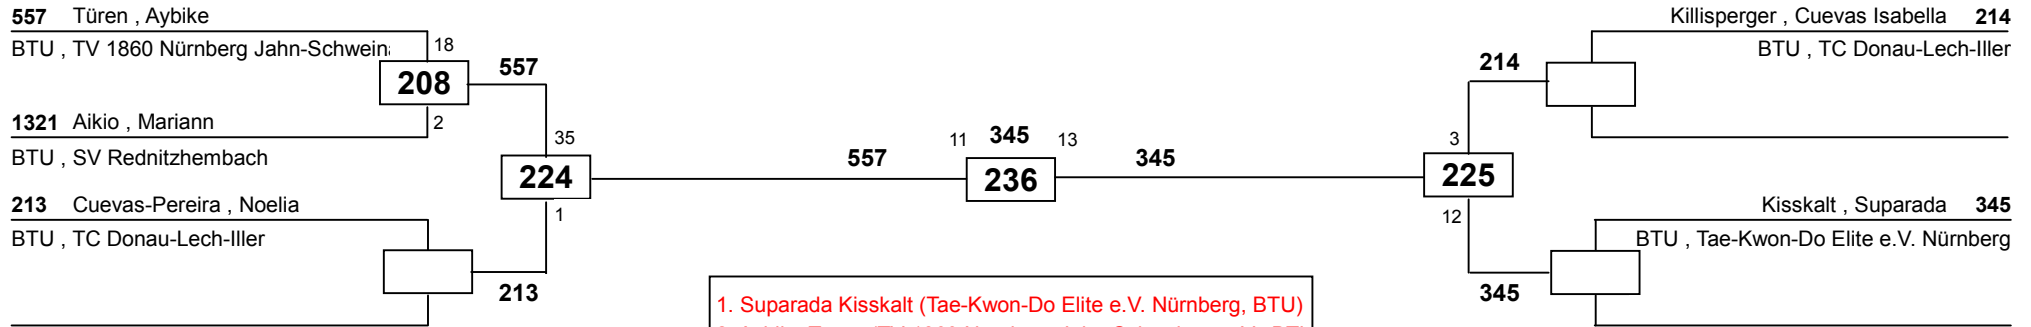 557 Türen , Aybike
BTU , TV 1860 Nürnberg Jahn-Schwein
18
208
557
1321 Aikio , Mariann
2
BTU , SV Rednitzhembach
35
224
557
213 Cuevas-Pereira , Noelia
1
BTU , TC Donau-Lech-Iller
213
11 345 13
236
345
Killisperger , Cuevas Isabella 214
BTU , TC Donau-Lech-Iller
214
3
225
12
Kisskalt , Suparada 345
BTU , Tae-Kwon-Do Elite e.V. Nürnberg
345
1. Suparada Kisskalt (Tae-Kwon-Do Elite e.V. Nürnberg, BTU)